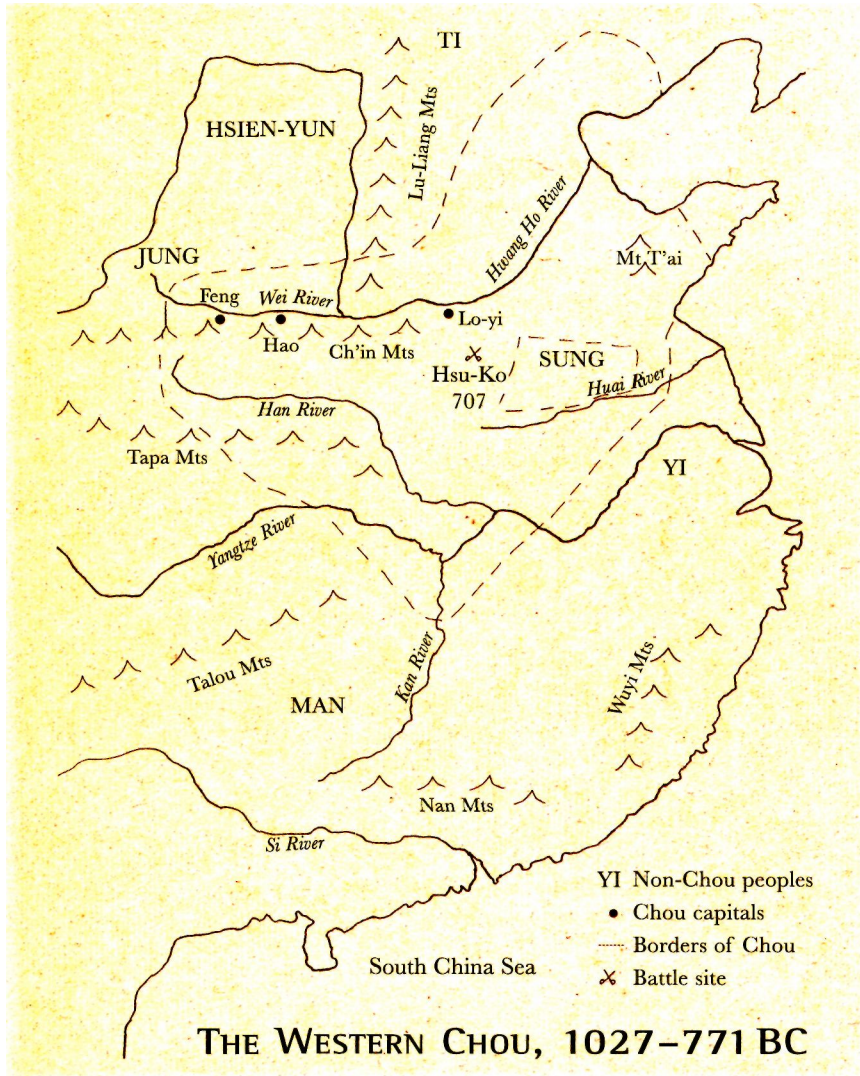 TI
Lu-Liang Mts
HSIEN-YUN
Hwang Ho River
JUNG
Mt T'ai
Feng
Wei River
Lo-yi
Hao
Ch'in Mts
SUNG
Hsu-Ko
707
Huai River
Han River
Tapa Mts
YI
Yangtze River
Kan River
Talou Mts
Wuyi Mts
MAN
Nan Mts
Si River
YI Non-Chou peoples
Chou capitals
Borders of Chou
Battle site
South China Sea
THE WESTERN CHOU, 1027–771 BC